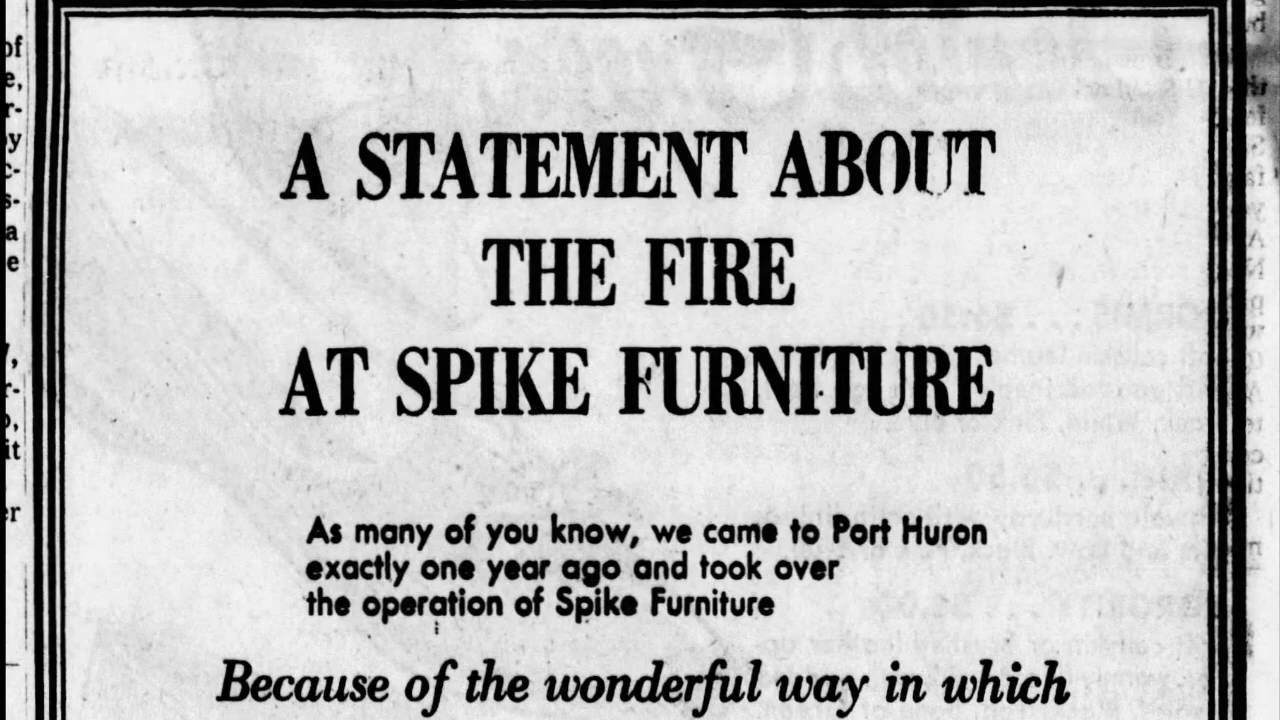 A STATEMENT ABOUT
THE FIRE
AT SPIKE FURNITURE
As many of you know, we came to Port Huron
exactly one year ago and took over
the operation of Spike Furniture
Because of the wonderful way in which